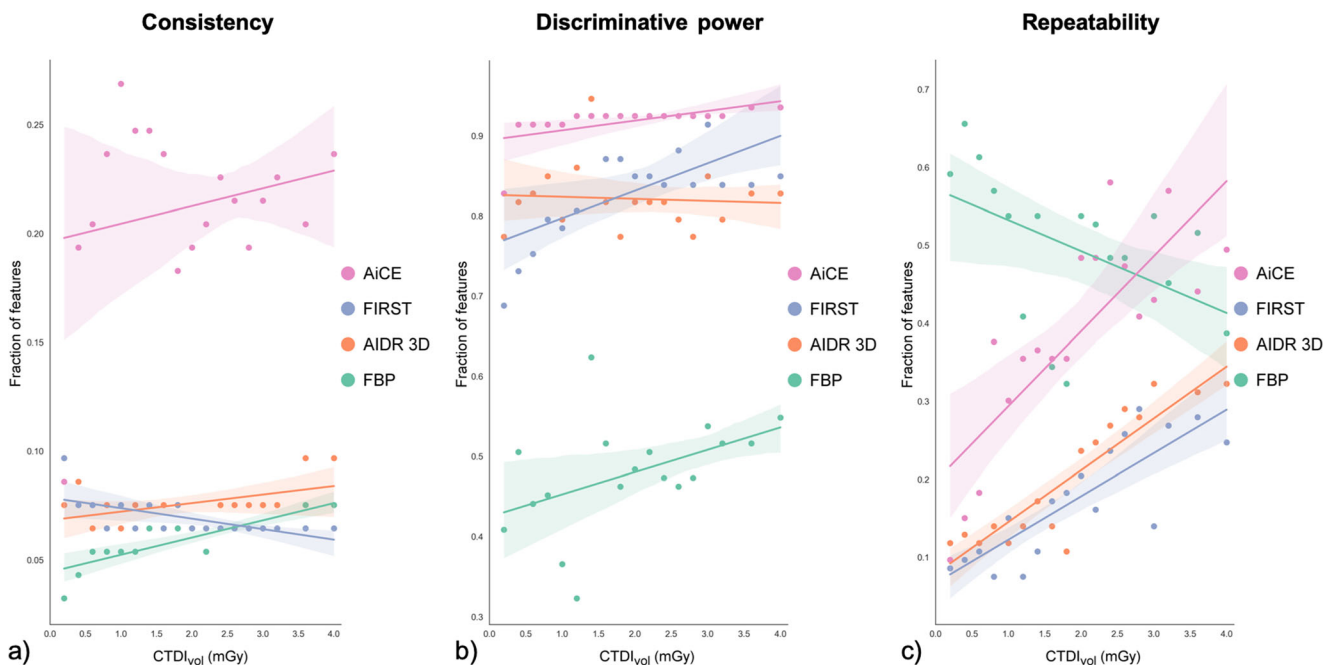 Consistency
Fraction of features
0.25
0.20
0.15
0.10
0.05
0.0 0.5 1.0 1.5 2.0 2.5 3.0 3.5 4.0
CTDIvol (mGy)
AiCE
FIRST
AIDR 3D
FBP
a)
Discriminative power
Fraction of features
0.9
0.8
0.7
0.6
0.5
0.4
0.3
0.0 0.5 1.0 1.5 2.0 2.5 3.0 3.5 4.0
CTDIvol (mGy)
AiCE
FIRST
AIDR 3D
FBP
b)
Repeatability
Fraction of features
0.7
0.6
0.5
0.4
0.3
0.2
0.1
0.0 0.5 1.0 1.5 2.0 2.5 3.0 3.5 4.0
CTDIvol (mGy)
AiCE
FIRST
AIDR 3D
FBP
c)